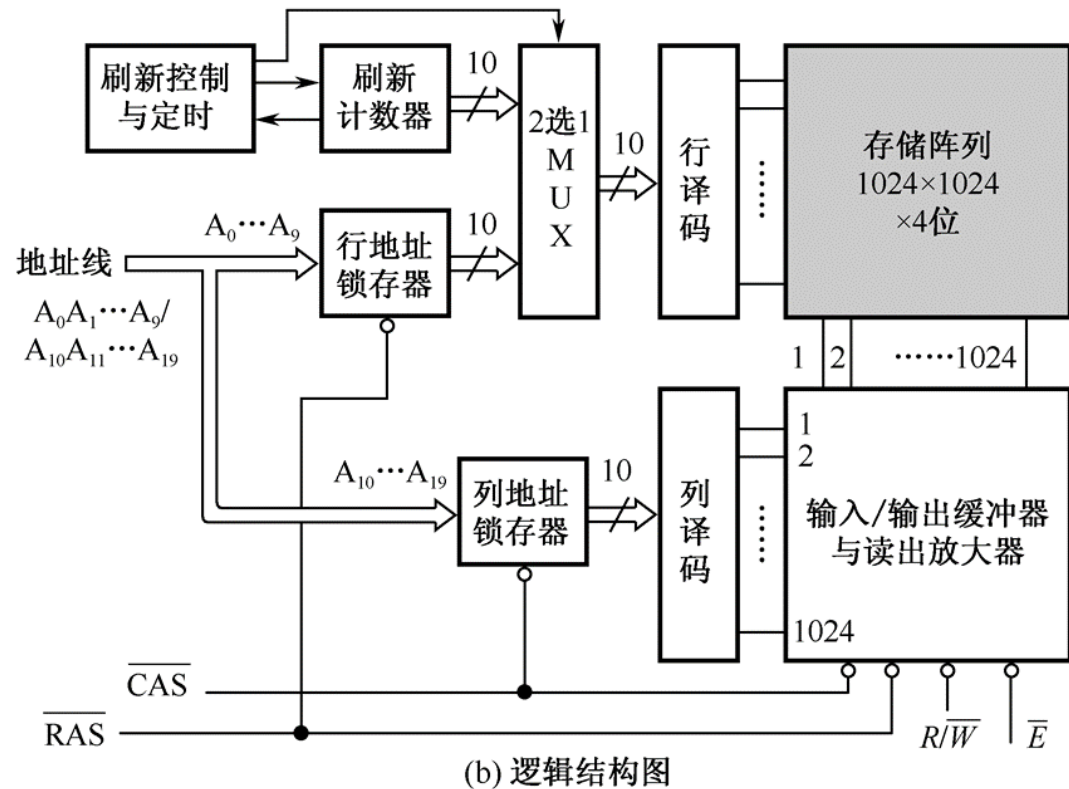 刷新控制
与定时
刷新
计数器
10
2选1
M
U
X
10
行
译
码
⋮
存储阵列
1024×1024
×4位
地址线
A₀A₁⋯A₉/
A₁₀A₁₁⋯A₁₉
A₀⋯A₉
行地址
锁存器
10
1 2 ⋯⋯1024
A₁₀⋯A₁₉
列地址
锁存器
10
列
译
码
⋮
1
2
1024
输入/输出缓冲器
与读出放大器
C̅A̅S̅
R̅A̅S̅
R/W̅
E̅
(b) 逻辑结构图